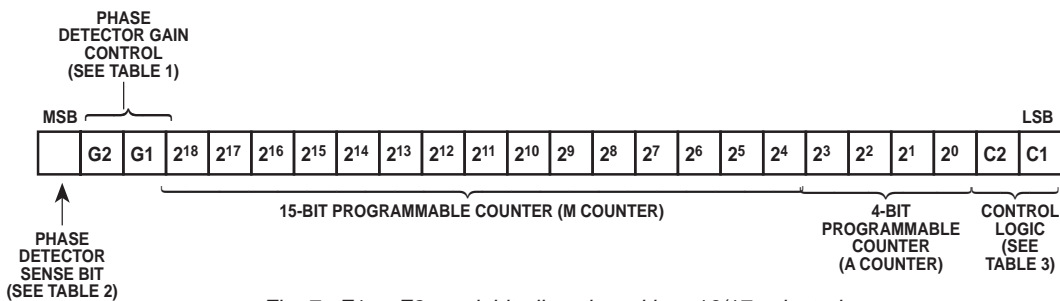 PHASE
DETECTOR GAIN
CONTROL
(SEE TABLE 1)
MSB
LSB
G2 G1 2¹⁸ 2¹⁷ 2¹⁶ 2¹⁵ 2¹⁴ 2¹³ 2¹² 2¹¹ 2¹⁰ 2⁹ 2⁸ 2⁷ 2⁶ 2⁵ 2⁴ 2³ 2² 2¹ 2⁰ C2 C1
15-BIT PROGRAMMABLE COUNTER (M COUNTER)
4-BIT
PROGRAMMABLE
COUNTER
(A COUNTER)
CONTROL
LOGIC
(SEE
TABLE 3)
PHASE
DETECTOR
SENSE BIT
(SEE TABLE 2)